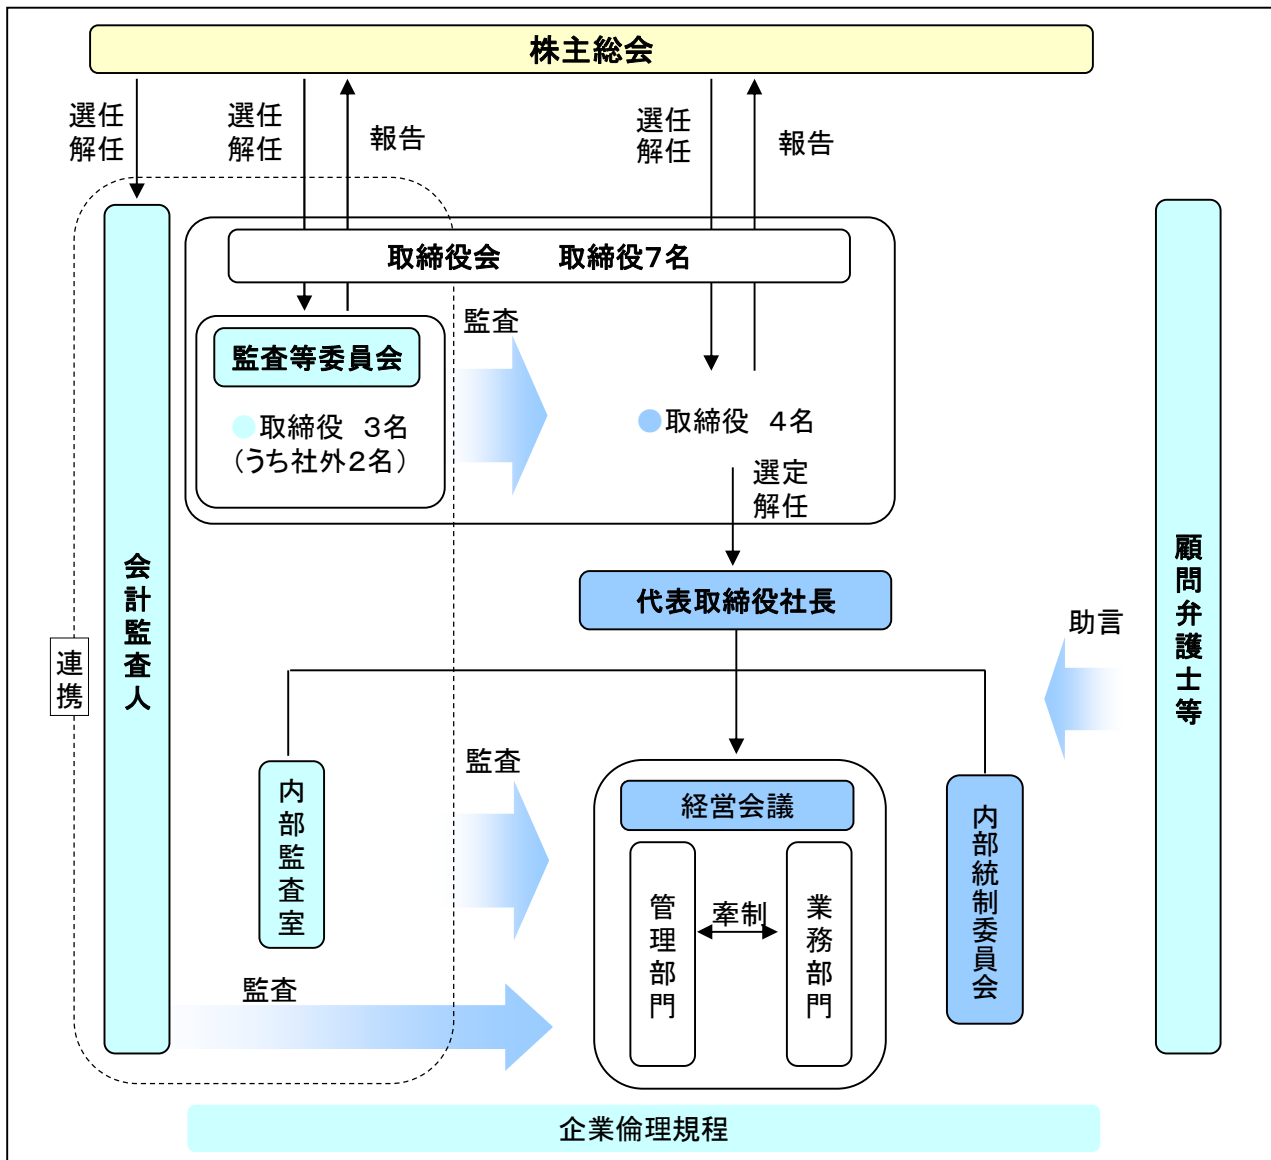 株主総会
選任
解任
選任
解任
報告
選任
解任
報告
取締役会　　取締役７名
監査等委員会
取締役　３名
（うち社外２名）
監査
取締役　４名
選定
解任
代表取締役社長
会計監査人
連携
顧問弁護士等
助言
内部監査室
監査
経営会議
管理部門
牽制
業務部門
内部統制委員会
監査
企業倫理規程